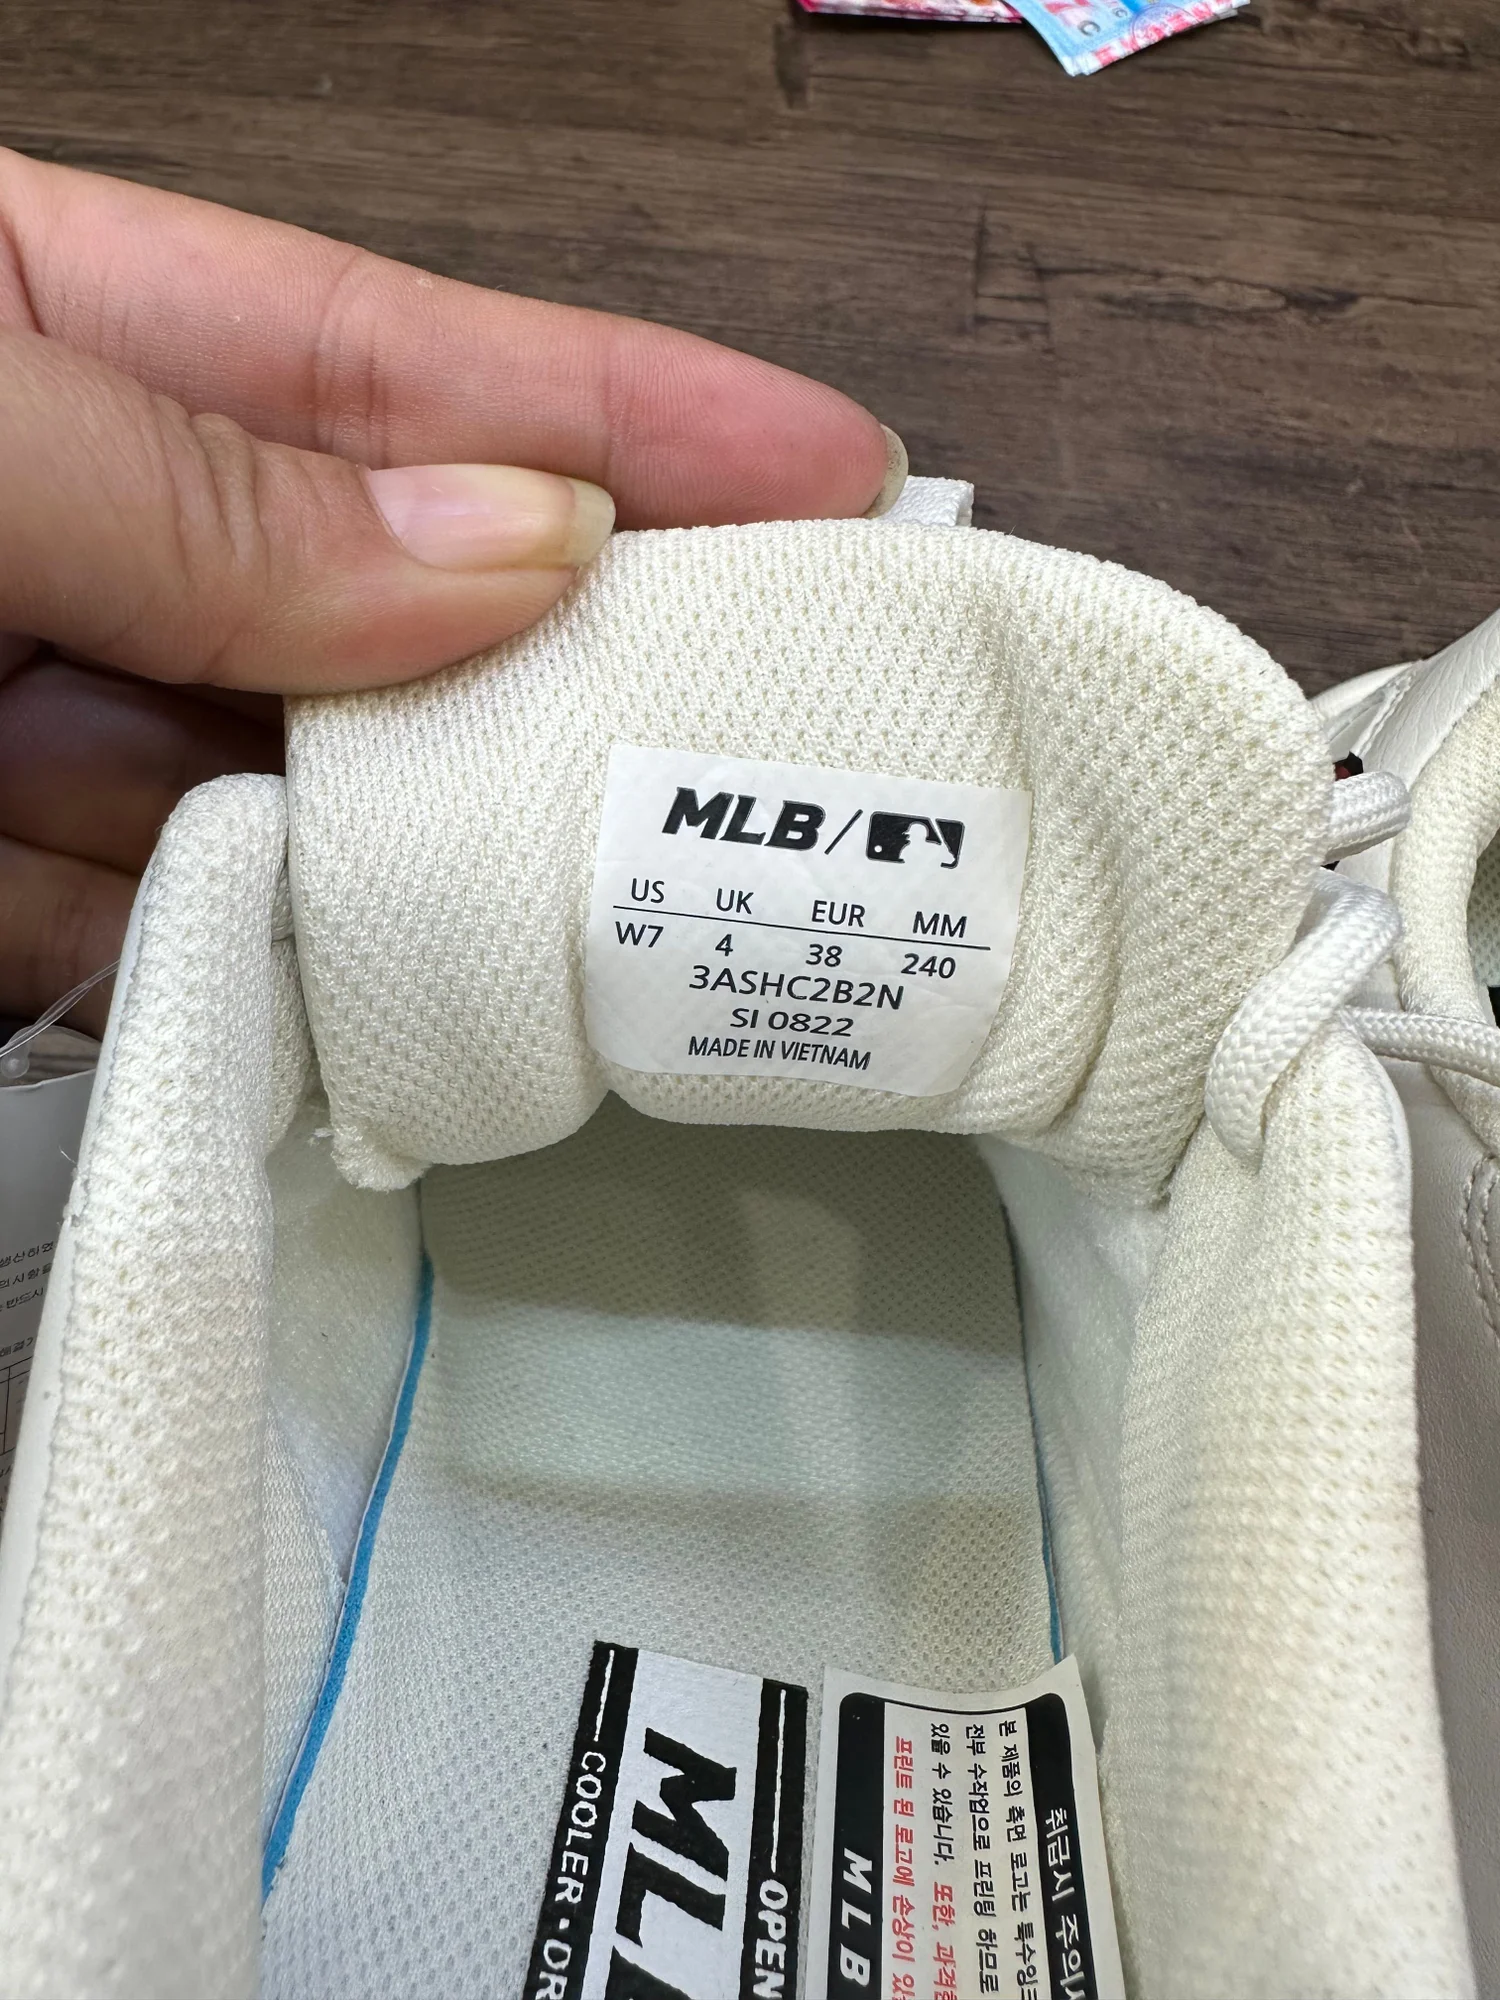 MLB/
US UK EUR MM
W7 4 38 240
3ASHC2B2N
SI 0822
MADE IN VIETNAM
COOLER • DR
ML
OPEN
취급시 주의사
본 제품의 측면 로고는 특수잉크
전부 수작업으로 프린팅 하므로
있을 수 있습니다. 또한, 과격한
프린트 된 로고에 손상이 있
MLB